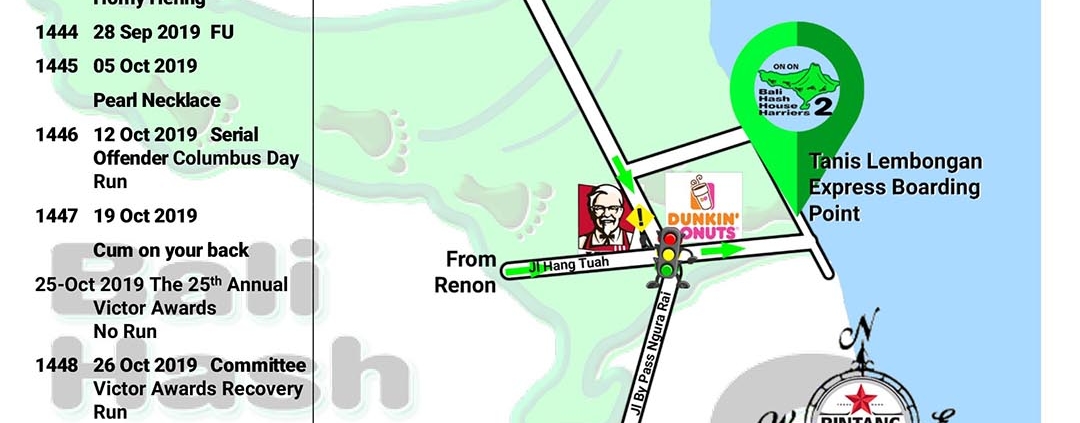 Horny Hering
1444 28 Sep 2019 FU
1445 05 Oct 2019
Pearl Necklace
1446 12 Oct 2019 Serial
Offender Columbus Day
Run
1447 19 Oct 2019
Cum on your back
25-Oct 2019 The 25th Annual
Victor Awards
No Run
1448 26 Oct 2019 Committee
Victor Awards Recovery
Run
Bali
Hash
ON ON
Bali
Hash
House
Harriers 2
Tanis Lembongan
Express Boarding
Point
DUNKIN'
DONUTS
!
From
Renon
Jl Hang Tuah
Jl By Pass Ngura Rai
N
W
E
BINTANG